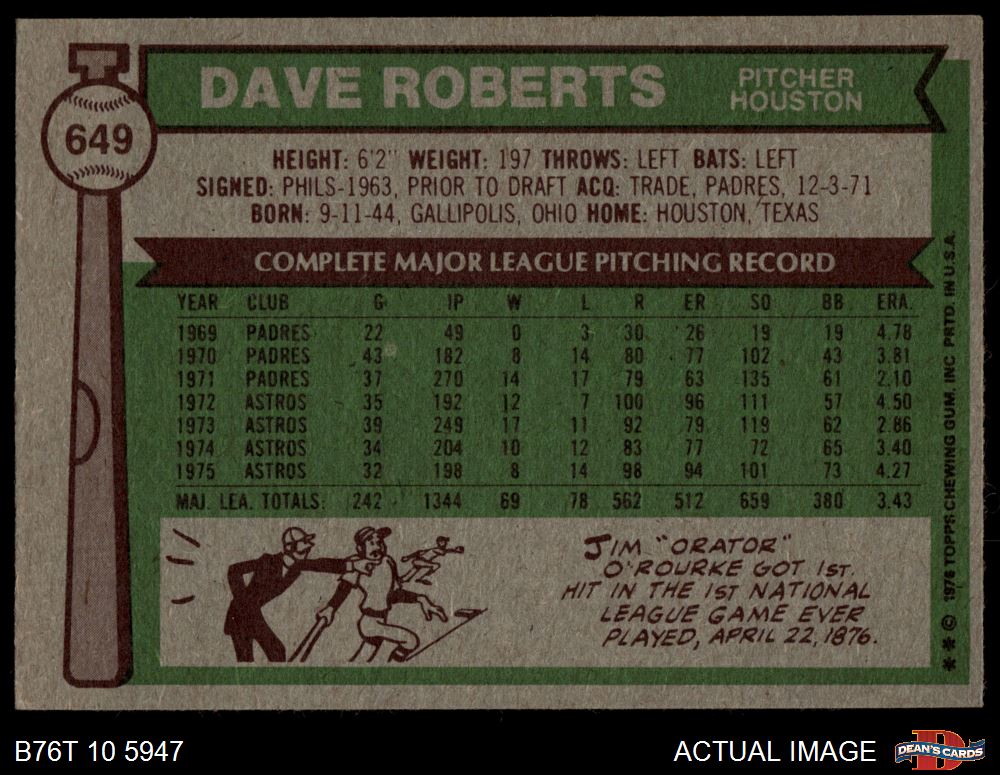 649
DAVE ROBERTS
PITCHER
HOUSTON
HEIGHT: 6'2" WEIGHT: 197 THROWS: LEFT BATS: LEFT
SIGNED: PHILS-1963, PRIOR TO DRAFT ACQ: TRADE, PADRES, 12-3-71
BORN: 9-11-44, GALLIPOLIS, OHIO HOME: HOUSTON, TEXAS
COMPLETE MAJOR LEAGUE PITCHING RECORD
YEAR CLUB G IP W L R ER SO BB ERA.
1969 PADRES 22 49 0 3 30 26 19 19 4.78
1970 PADRES 43 182 8 14 80 77 102 43 3.81
1971 PADRES 37 270 14 17 79 63 135 61 2.10
1972 ASTROS 35 192 12 7 100 96 111 57 4.50
1973 ASTROS 39 249 17 11 92 79 119 62 2.86
1974 ASTROS 34 204 10 12 83 77 72 65 3.40
1975 ASTROS 32 198 8 14 98 94 101 73 4.27
MAJ. LEA. TOTALS: 242 1344 69 78 562 512 659 380 3.43
JIM "ORATOR"
O'ROURKE GOT 1ST.
HIT IN THE 1ST NATIONAL
LEAGUE GAME EVER
PLAYED, APRIL 22, 1876.
* * © 1976 TOPPS CHEWING GUM, INC PRTD. IN U.S.A.
B76T 10 5947
ACTUAL IMAGE
D
DEAN'S CARDS